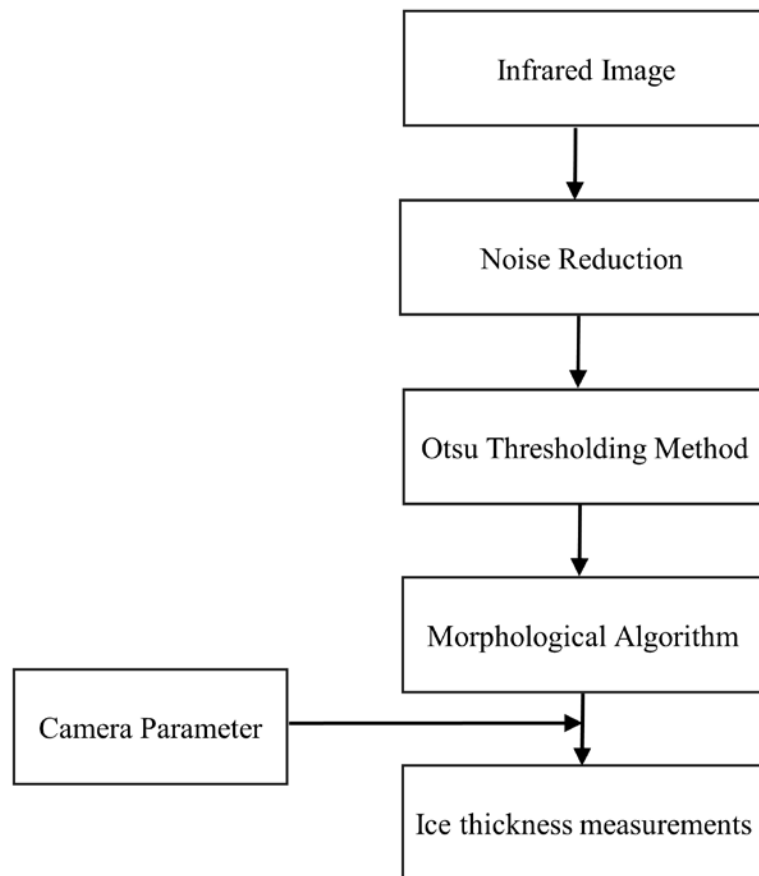 Infrared Image
Noise Reduction
Otsu Thresholding Method
Morphological Algorithm
Camera Parameter
Ice thickness measurements